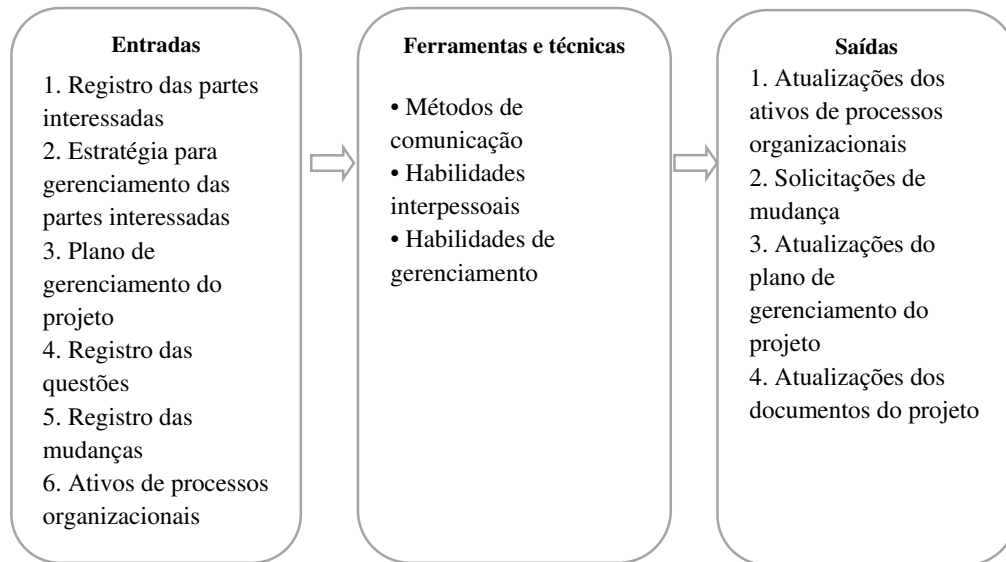 Entradas
1. Registro das partes
interessadas
2. Estratégia para
gerenciamento das
partes interessadas
3. Plano de
gerenciamento do
projeto
4. Registro das
questões
5. Registro das
mudanças
6. Ativos de processos
organizacionais
Ferramentas e técnicas
• Métodos de
comunicação
• Habilidades
interpessoais
• Habilidades de
gerenciamento
Saídas
1. Atualizações dos
ativos de processos
organizacionais
2. Solicitações de
mudança
3. Atualizações do
plano de
gerenciamento do
projeto
4. Atualizações dos
documentos do projeto